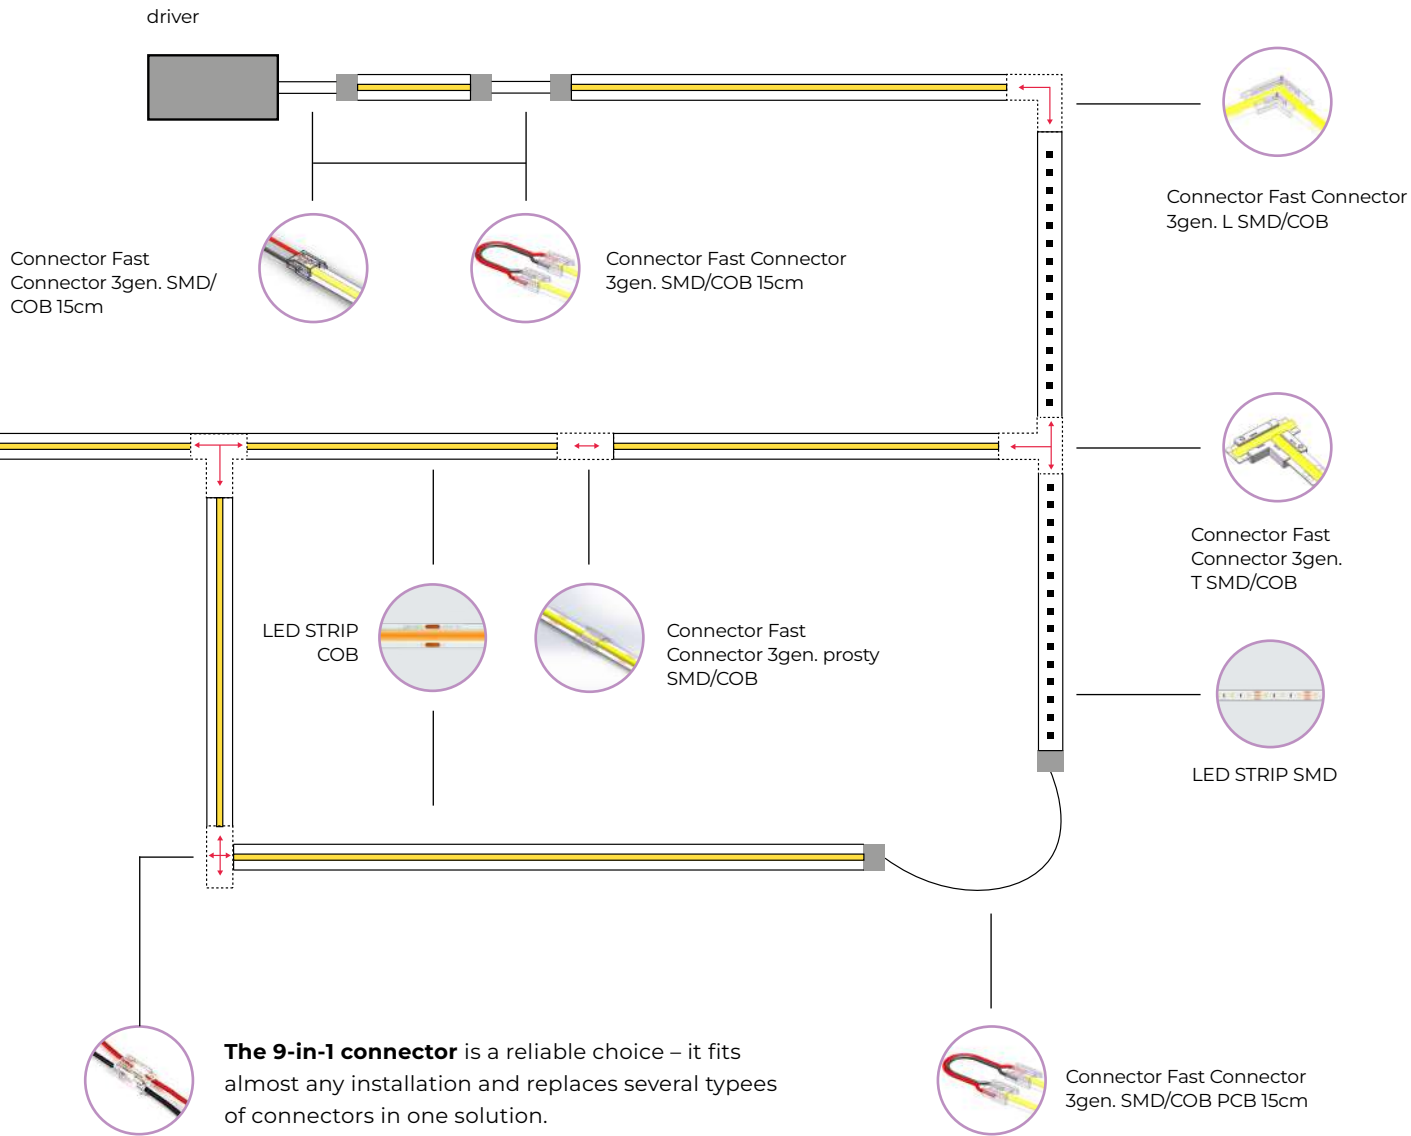 driver
Connector Fast Connector
3gen. L SMD/COB
Connector Fast
Connector 3gen. SMD/
COB 15cm
Connector Fast Connector
3gen. SMD/COB 15cm
Connector Fast
Connector 3gen.
T SMD/COB
LED STRIP
COB
Connector Fast
Connector 3gen. prosty
SMD/COB
LED STRIP SMD
The 9-in-1 connector is a reliable choice – it fits
almost any installation and replaces several typees
of connectors in one solution.
Connector Fast Connector
3gen. SMD/COB PCB 15cm